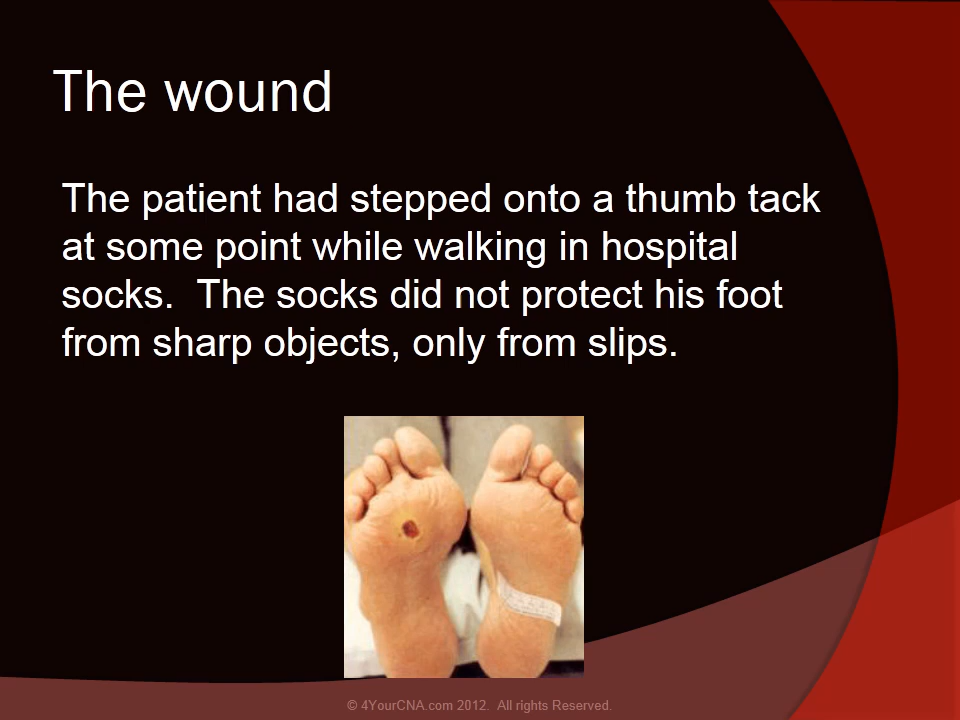 The wound
The patient had stepped onto a thumb tack
at some point while walking in hospital
socks.  The socks did not protect his foot
from sharp objects, only from slips.
© 4YourCNA.com 2012.  All rights Reserved.